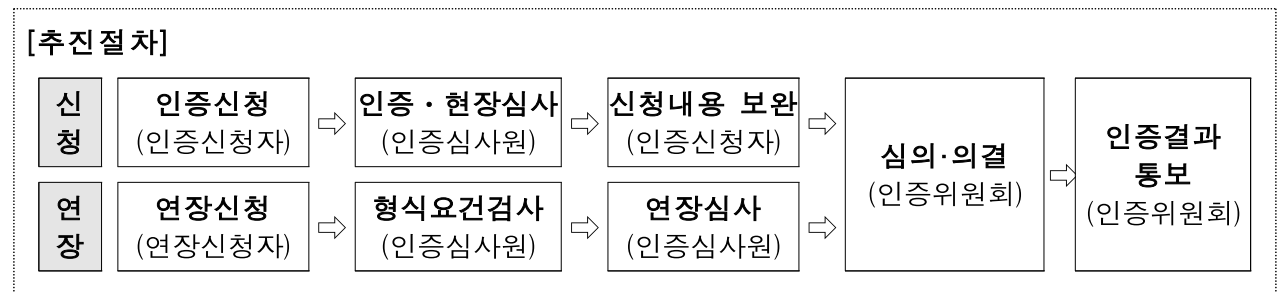 [추진절차]
신청
인증신청
(인증신청자)
인증・현장심사
(인증심사원)
신청내용 보완
(인증신청자)
연장
연장신청
(연장신청자)
형식요건검사
(인증심사원)
연장심사
(인증심사원)
심의·의결
(인증위원회)
인증결과
통보
(인증위원회)